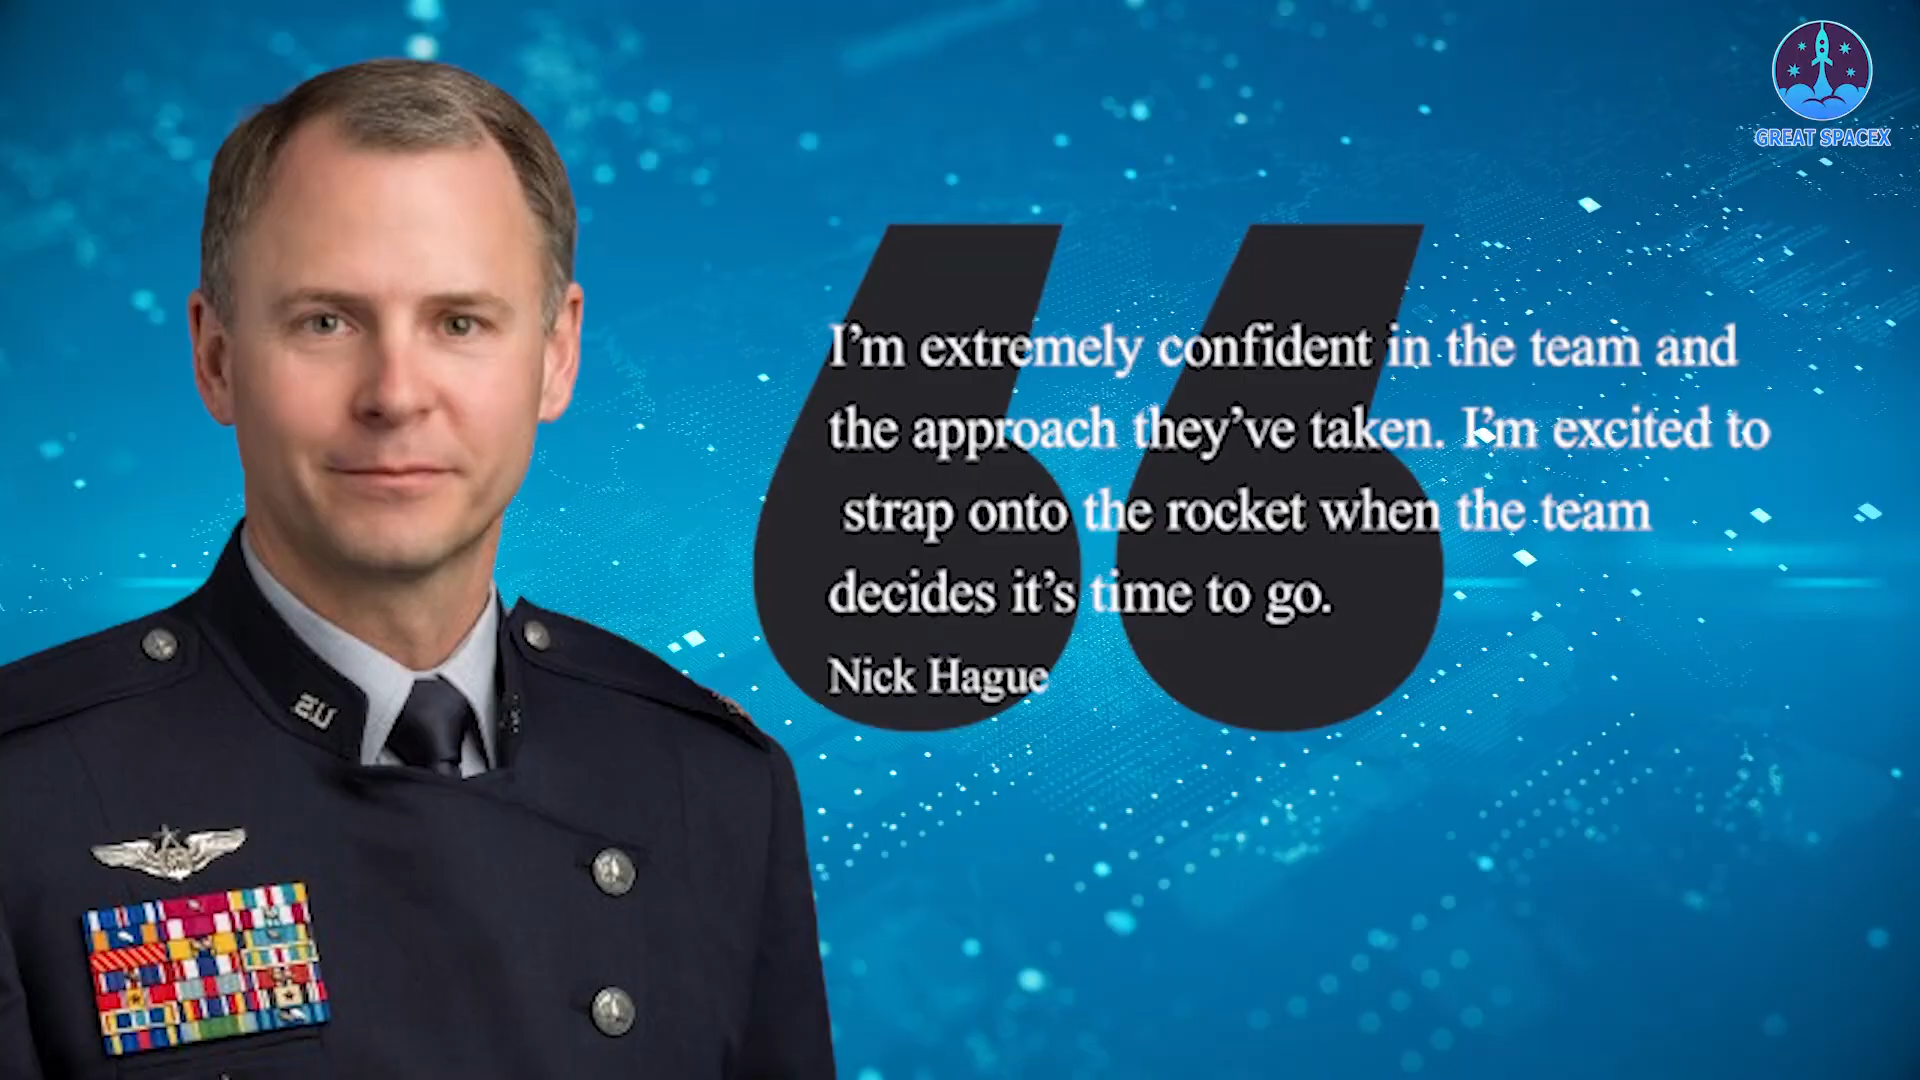 GREAT SPACEX
I'm extremely confident in the team and
the approach they've taken. I'm excited to
strap onto the rocket when the team
decides it's time to go.
Nick Hague
U.S.